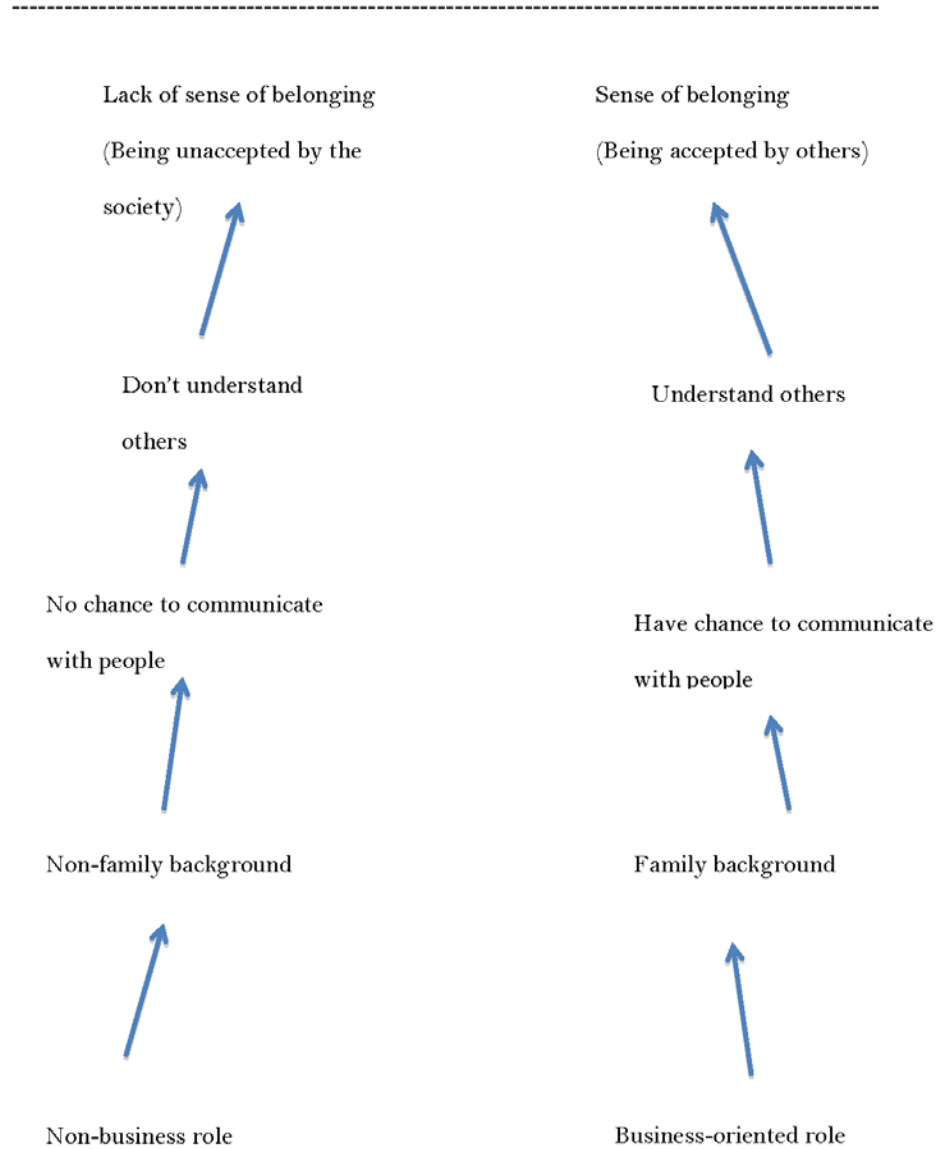 Lack of sense of belonging
(Being unaccepted by the
society)
Sense of belonging
(Being accepted by others)
Don't understand
others
Understand others
No chance to communicate
with people
Have chance to communicate
with people
Non-family background
Family background
Non-business role
Business-oriented role